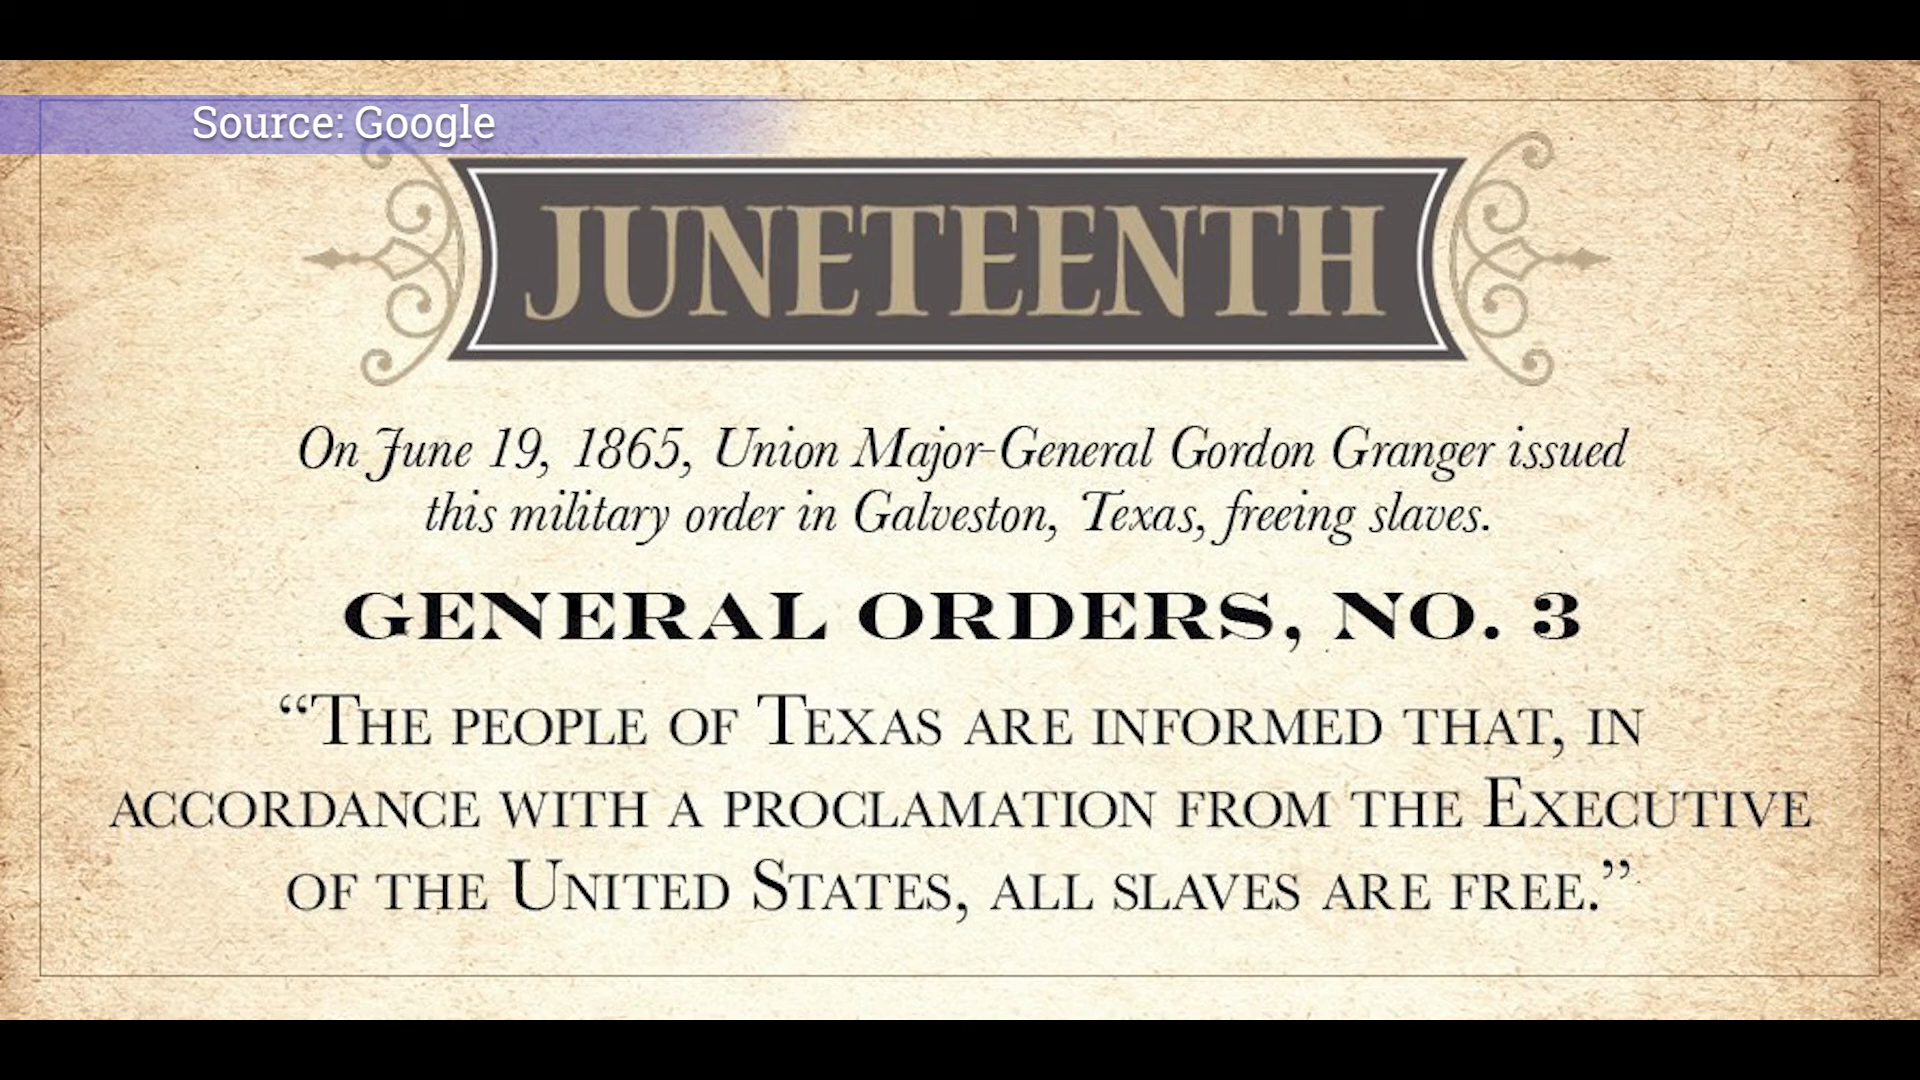 Source: Google
JUNETEENTH
On June 19, 1865, Union Major-General Gordon Granger issued
this military order in Galveston, Texas, freeing slaves.
GENERAL ORDERS, NO. 3
“The people of Texas are informed that, in
accordance with a proclamation from the Executive
of the United States, all slaves are free.”